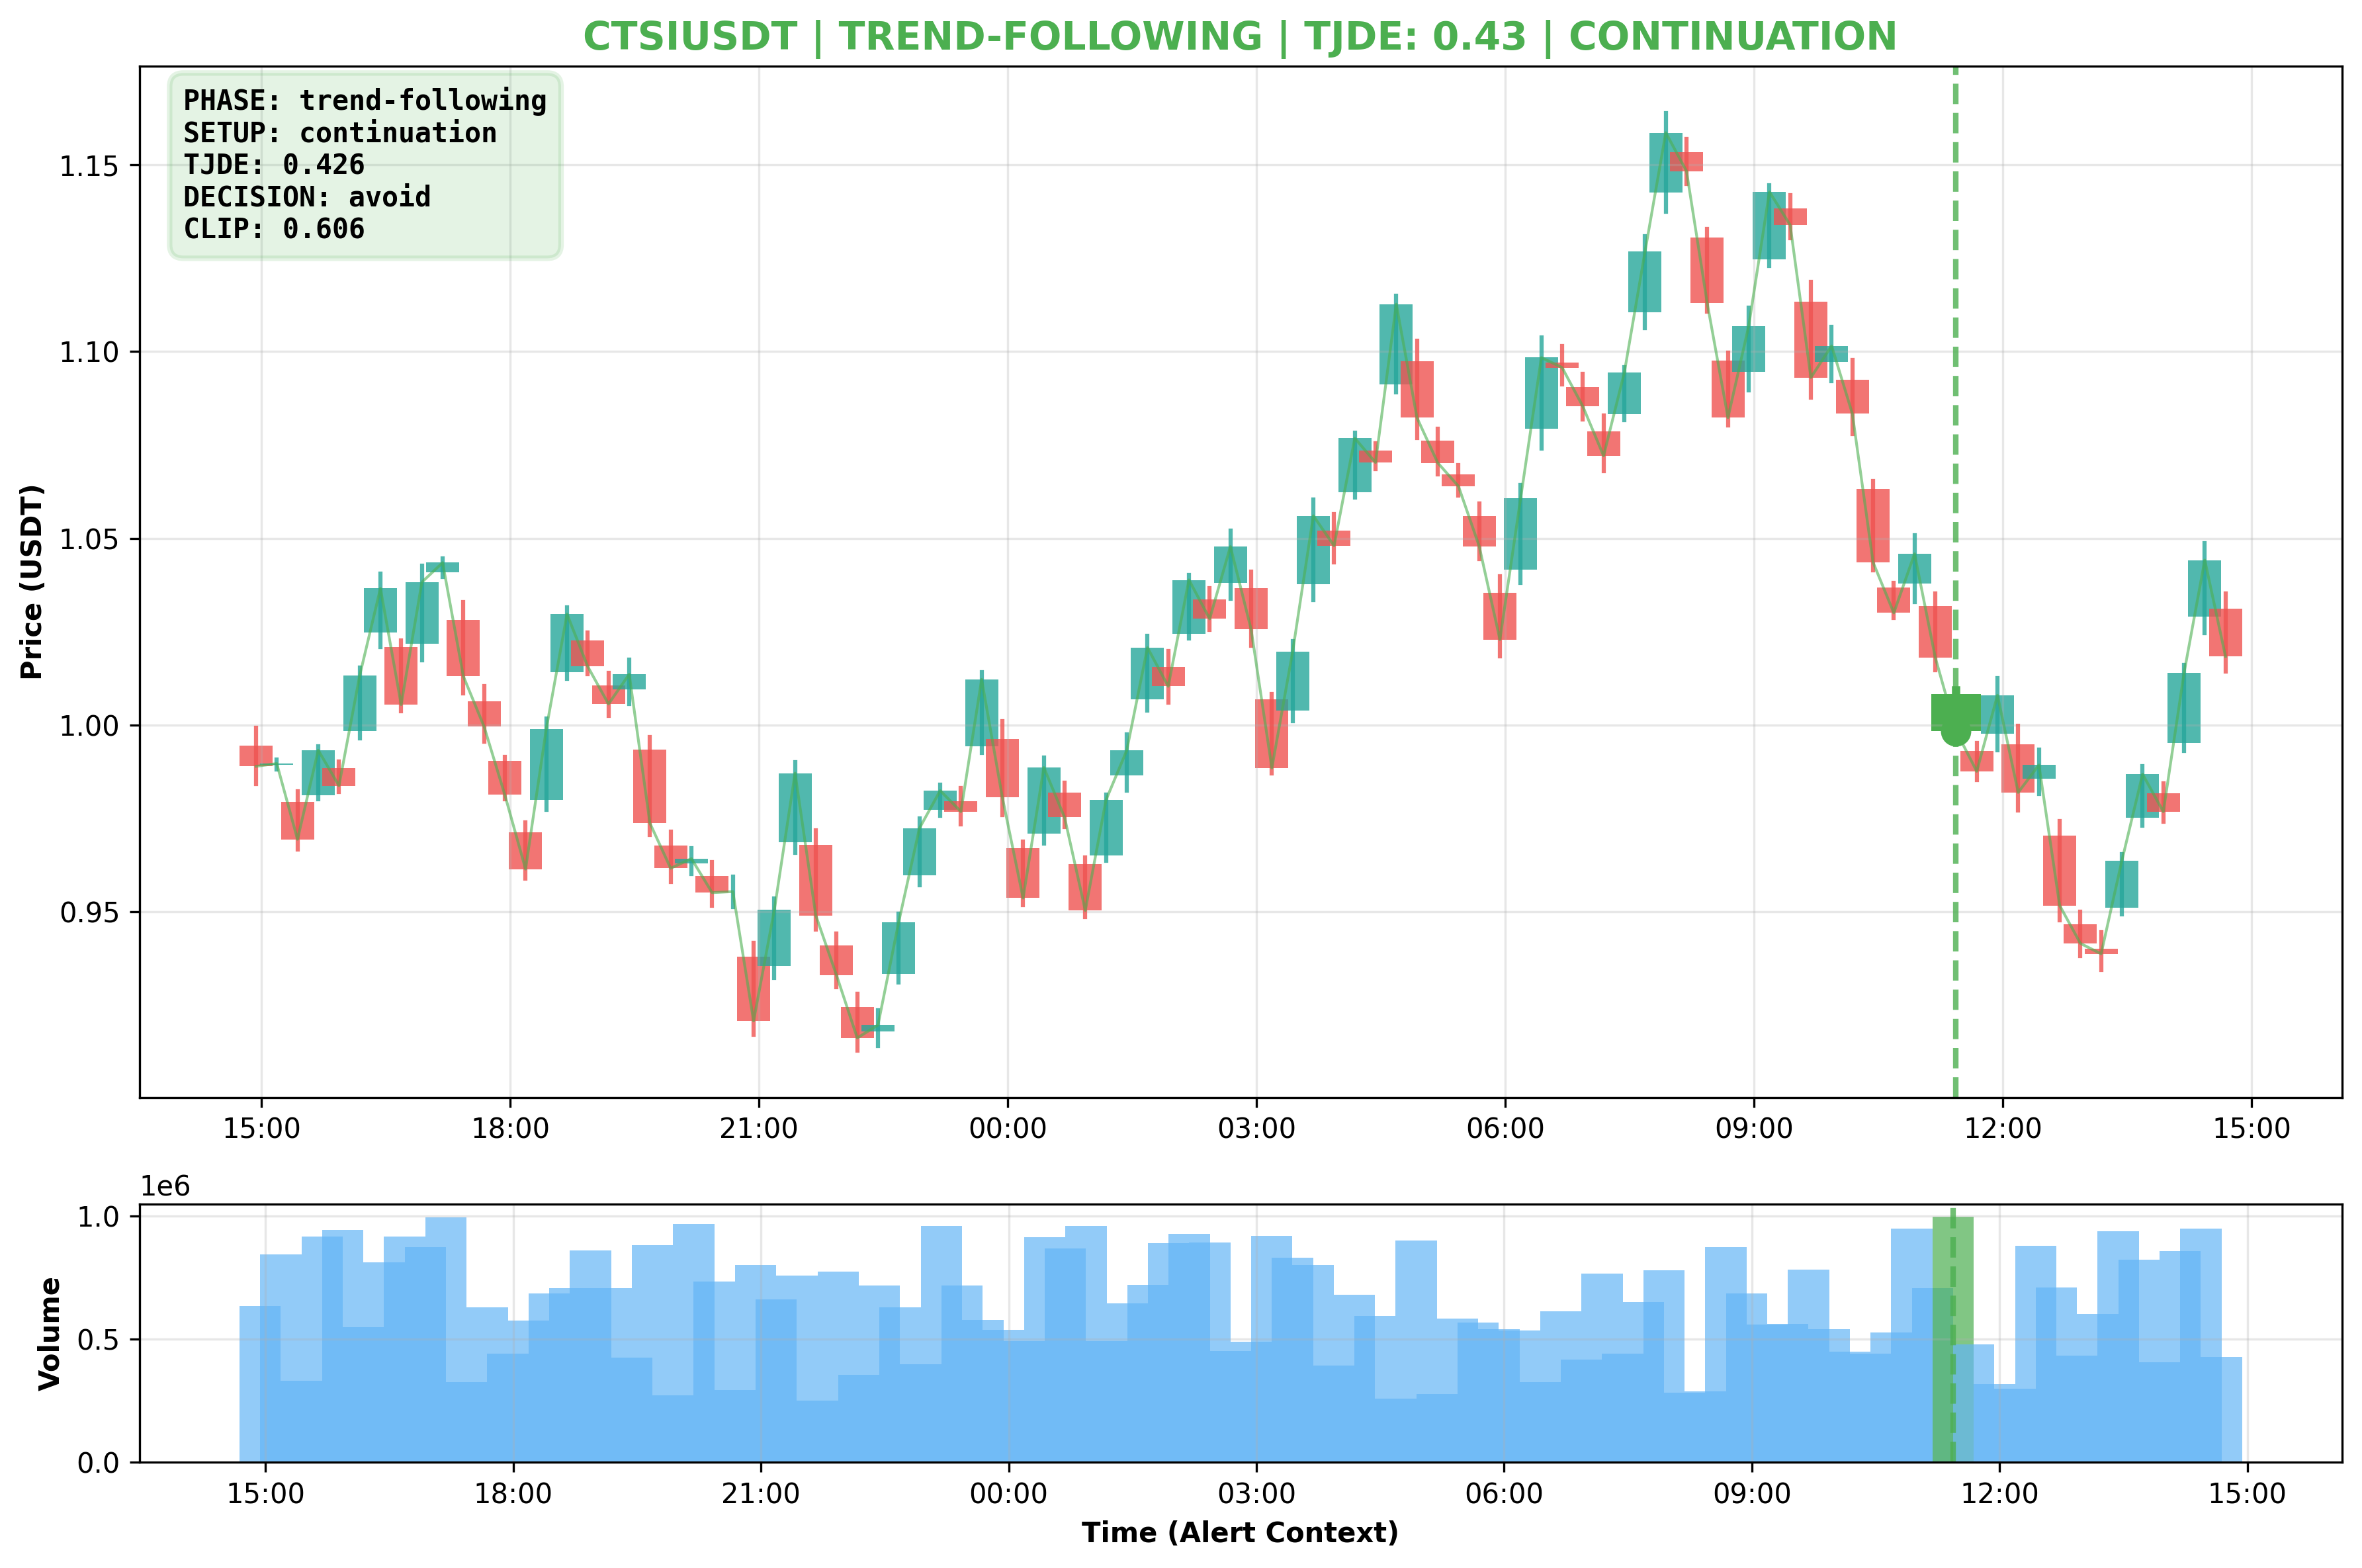 CTSIUSDT | TREND-FOLLOWING | TJDE: 0.43 | CONTINUATION
PHASE: trend-following
SETUP: continuation
TJDE: 0.426
DECISION: avoid
CLIP: 0.606
Price (USDT)
1.15
1.10
1.05
1.00
0.95
15:00 18:00 21:00 00:00 03:00 06:00 09:00 12:00 15:00
1e6
Volume
1.0
0.5
0.0
15:00 18:00 21:00 00:00 03:00 06:00 09:00 12:00 15:00
Time (Alert Context)